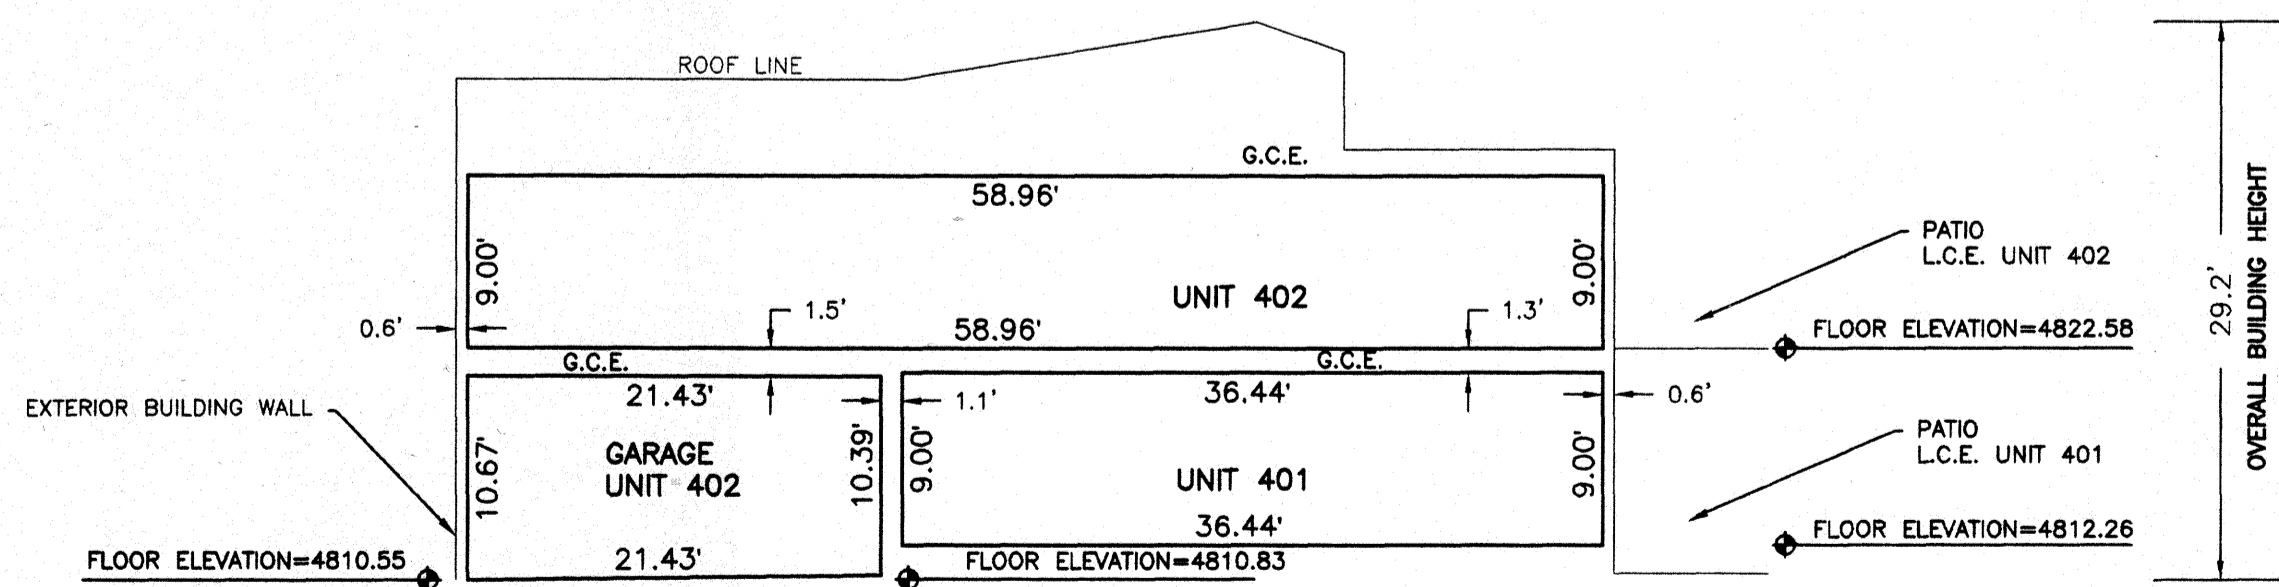 ROOF LINE
G.C.E.
58.96'
9.00'
9.00'
UNIT 402
PATIO
L.C.E. UNIT 402
29.2'
OVERALL BUILDING HEIGHT
0.6'
1.5'
58.96'
1.3'
FLOOR ELEVATION=4822.58
G.C.E.
G.C.E.
21.43'
1.1'
36.44'
0.6'
EXTERIOR BUILDING WALL
10.67'
GARAGE
UNIT 402
10.39'
9.00'
UNIT 401
9.00'
PATIO
L.C.E. UNIT 401
36.44'
FLOOR ELEVATION=4812.26
FLOOR ELEVATION=4810.55
21.43'
FLOOR ELEVATION=4810.83